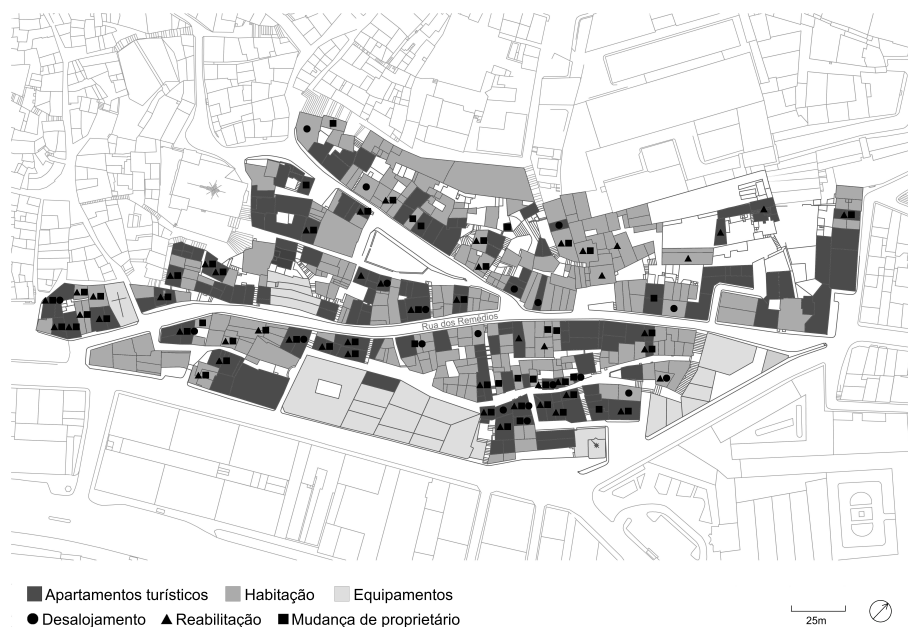 Rua dos Remédios
Apartamentos turísticos Habitação Equipamentos
Desalojamento Reabilitação Mudança de proprietário
25m